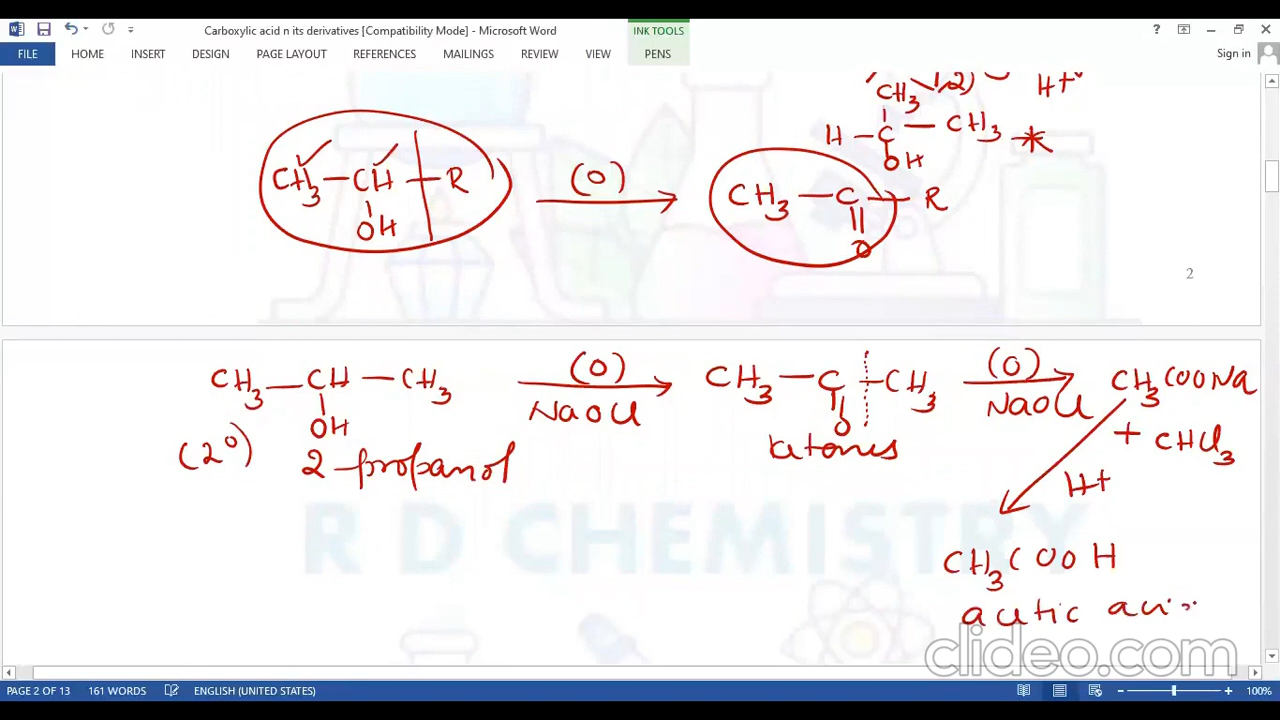 Carboxylic acid n its derivatives [Compatibility Mode] - Microsoft Word
INK TOOLS
FILE HOME INSERT DESIGN PAGE LAYOUT REFERENCES MAILINGS REVIEW VIEW PENS
Sign in
CH3 H+
H – C – CH3 *
OH
CH3 – CH – R (O) CH3 – C – R
OH O
2
CH3 – CH – CH3 (O) NaOCl CH3 – C – CH3 (O) NaOCl CH3COONa
OH O + CHCl3
(2°) 2-propanol ketones
H+
R D CHEMISTRY
CH3COOH
acetic aci
clideo.com
PAGE 2 OF 13 161 WORDS ENGLISH (UNITED STATES) 100%